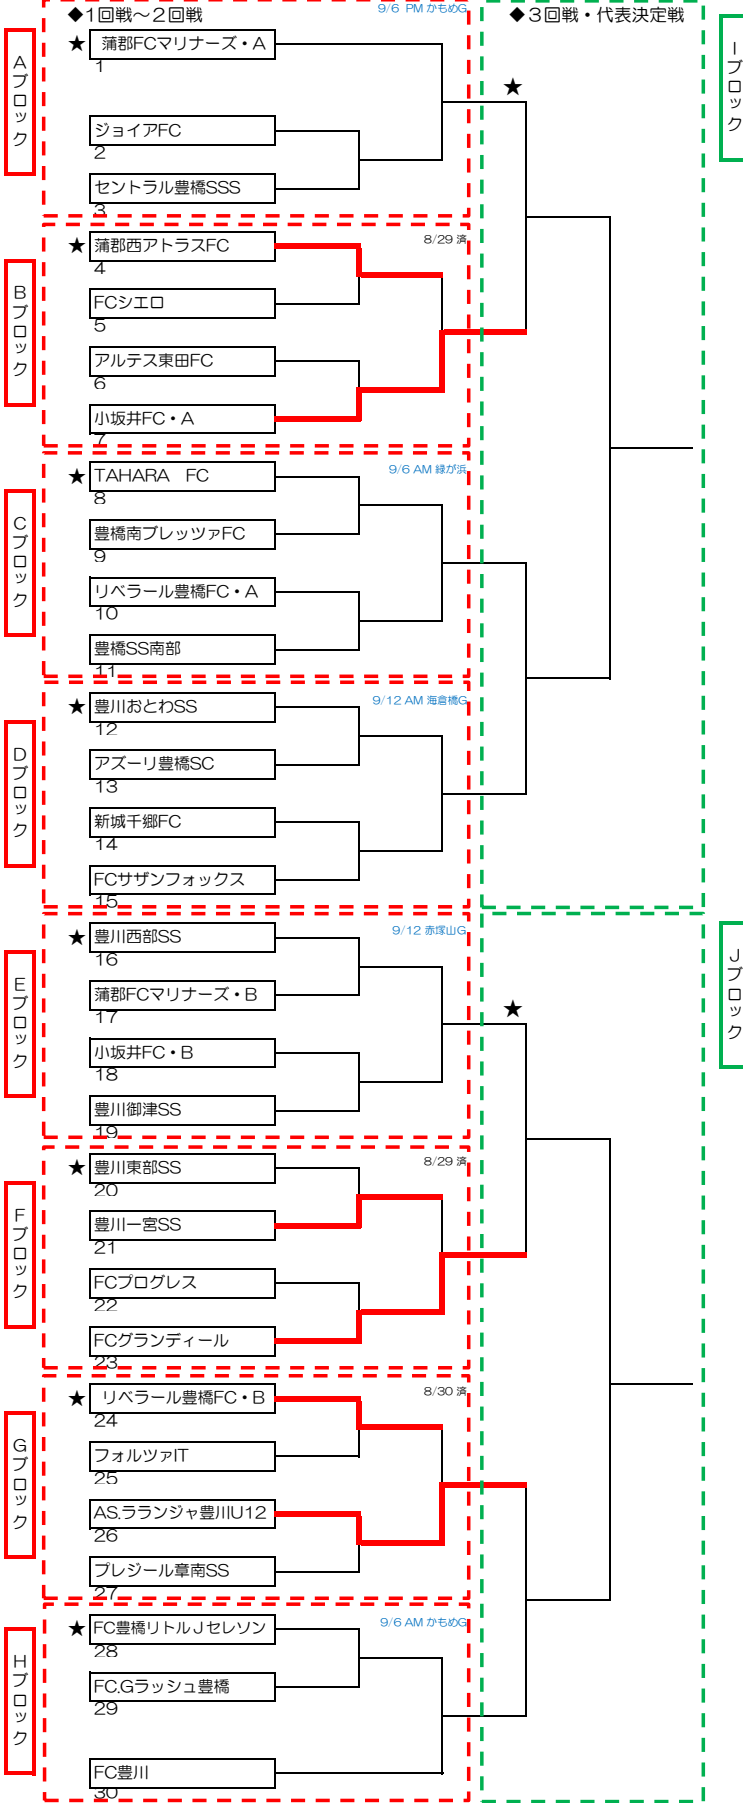 ◆1回戦～2回戦
9/6 PM かもめG
◆3回戦・代表決定戦
Aブロック
★ 蒲郡FCマリナーズ・A
1
ジョイアFC
2
セントラル豊橋SSS
3
★
Iブロック
Bブロック
8/29 済
★ 蒲郡西アトラスFC
4
FCシエロ
5
アルテス東田FC
6
小坂井FC・A
7
Cブロック
9/6 AM 緑が浜
★ TAHARA　FC
8
豊橋南プレッツァFC
9
リベラール豊橋FC・A
10
豊橋SS南部
11
Dブロック
9/12 AM 海倉橋G
★ 豊川おとわSS
12
アズーリ豊橋SC
13
新城千郷FC
14
FCサザンフォックス
15
Eブロック
9/12 赤塚山G
★ 豊川西部SS
16
蒲郡FCマリナーズ・B
17
小坂井FC・B
18
豊川御津SS
19
★
Jブロック
Fブロック
8/29 済
★ 豊川東部SS
20
豊川一宮SS
21
FCプログレス
22
FCグランディール
23
Gブロック
8/30 済
★ リベラール豊橋FC・B
24
フォルツァIT
25
AS.ラランジャ豊川U12
26
プレジール章南SS
27
Hブロック
9/6 AM かもめG
★ FC豊橋リトルJセレソン
28
FC.Gラッシュ豊橋
29
FC豊川
30